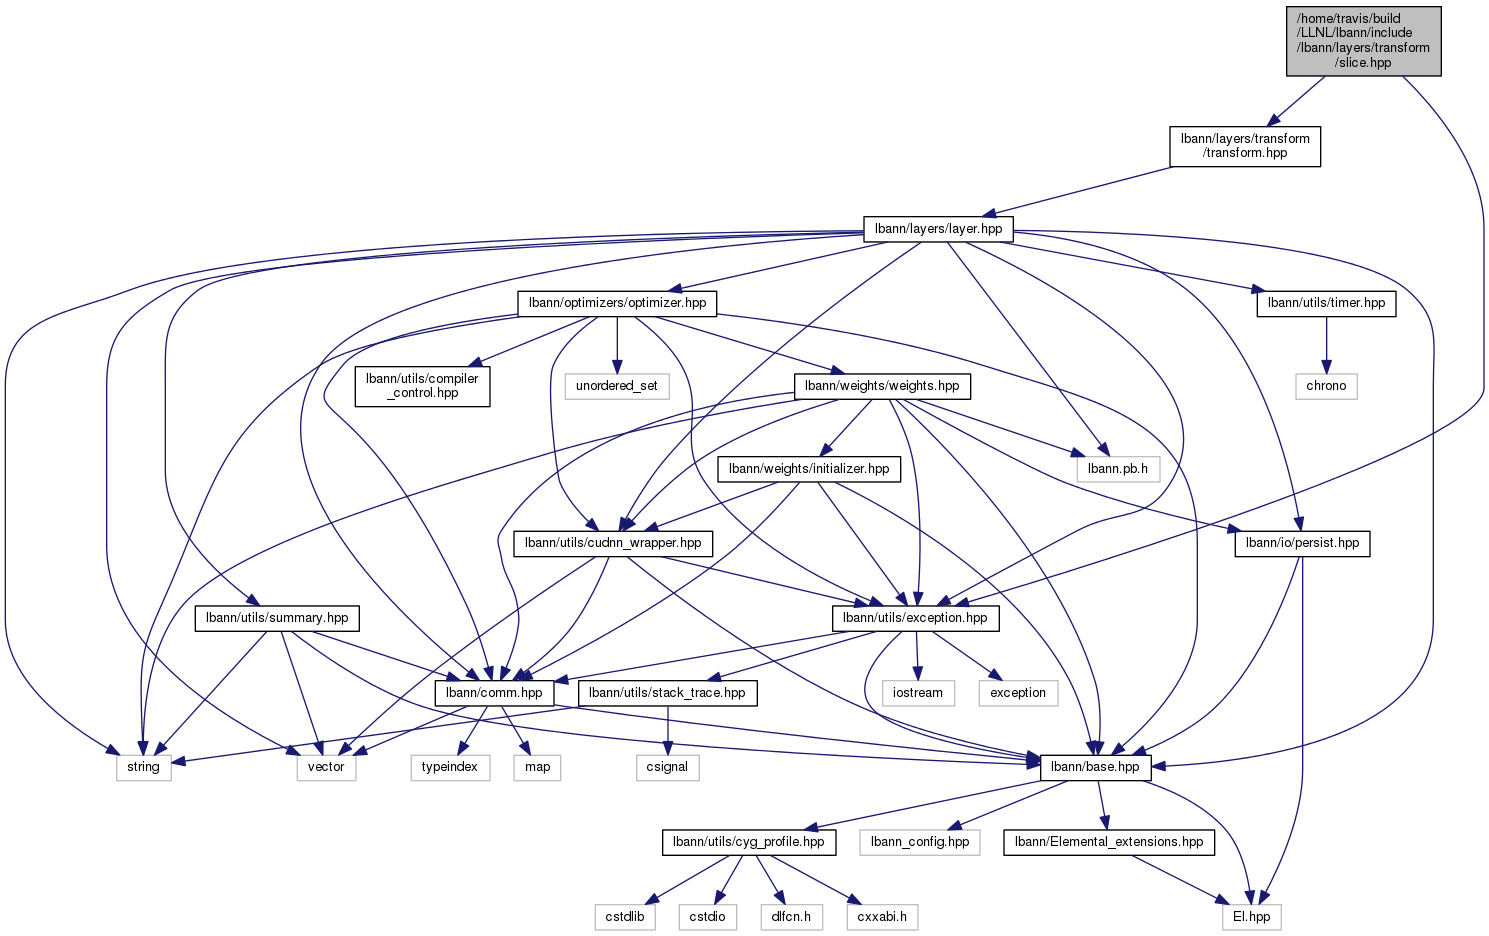 /home/travis/build
/LLNL/lbann/include
/lbann/layers/transform
/slice.hpp
lbann/layers/transform
/transform.hpp
lbann/layers/layer.hpp
lbann/optimizers/optimizer.hpp
lbann/utils/timer.hpp
lbann/utils/compiler
_control.hpp
unordered_set
lbann/weights/weights.hpp
chrono
lbann/weights/initializer.hpp
lbann.pb.h
lbann/utils/cudnn_wrapper.hpp
lbann/io/persist.hpp
lbann/utils/summary.hpp
lbann/utils/exception.hpp
lbann/comm.hpp
lbann/utils/stack_trace.hpp
iostream
exception
string
vector
typeindex
map
csignal
lbann/base.hpp
lbann/utils/cyg_profile.hpp
lbann_config.hpp
lbann/Elemental_extensions.hpp
cstdlib
cstdio
dlfcn.h
cxxabi.h
El.hpp